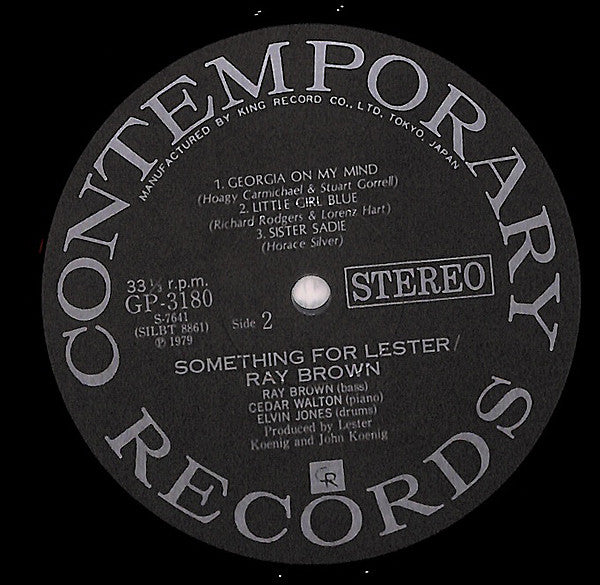 CONTEMPORARY
MANUFACTURED BY KING RECORD CO., LTD. TOKYO, JAPAN
1. GEORGIA ON MY MIND
(Hoagy Carmichael & Stuart Gorrell)
2. LITTLE GIRL BLUE
(Richard Rodgers & Lorenz Hart)
3. SISTER SADIE
(Horace Silver)
33⅓ r.p.m.
GP-3180
S-7641
(SILBT 8861)
℗ 1979
Side 2
STEREO
SOMETHING FOR LESTER/
RAY BROWN
RAY BROWN (bass)
CEDAR WALTON (piano)
ELVIN JONES (drums)
Produced by Lester
Koenig and John Koenig
CR
RECORDS